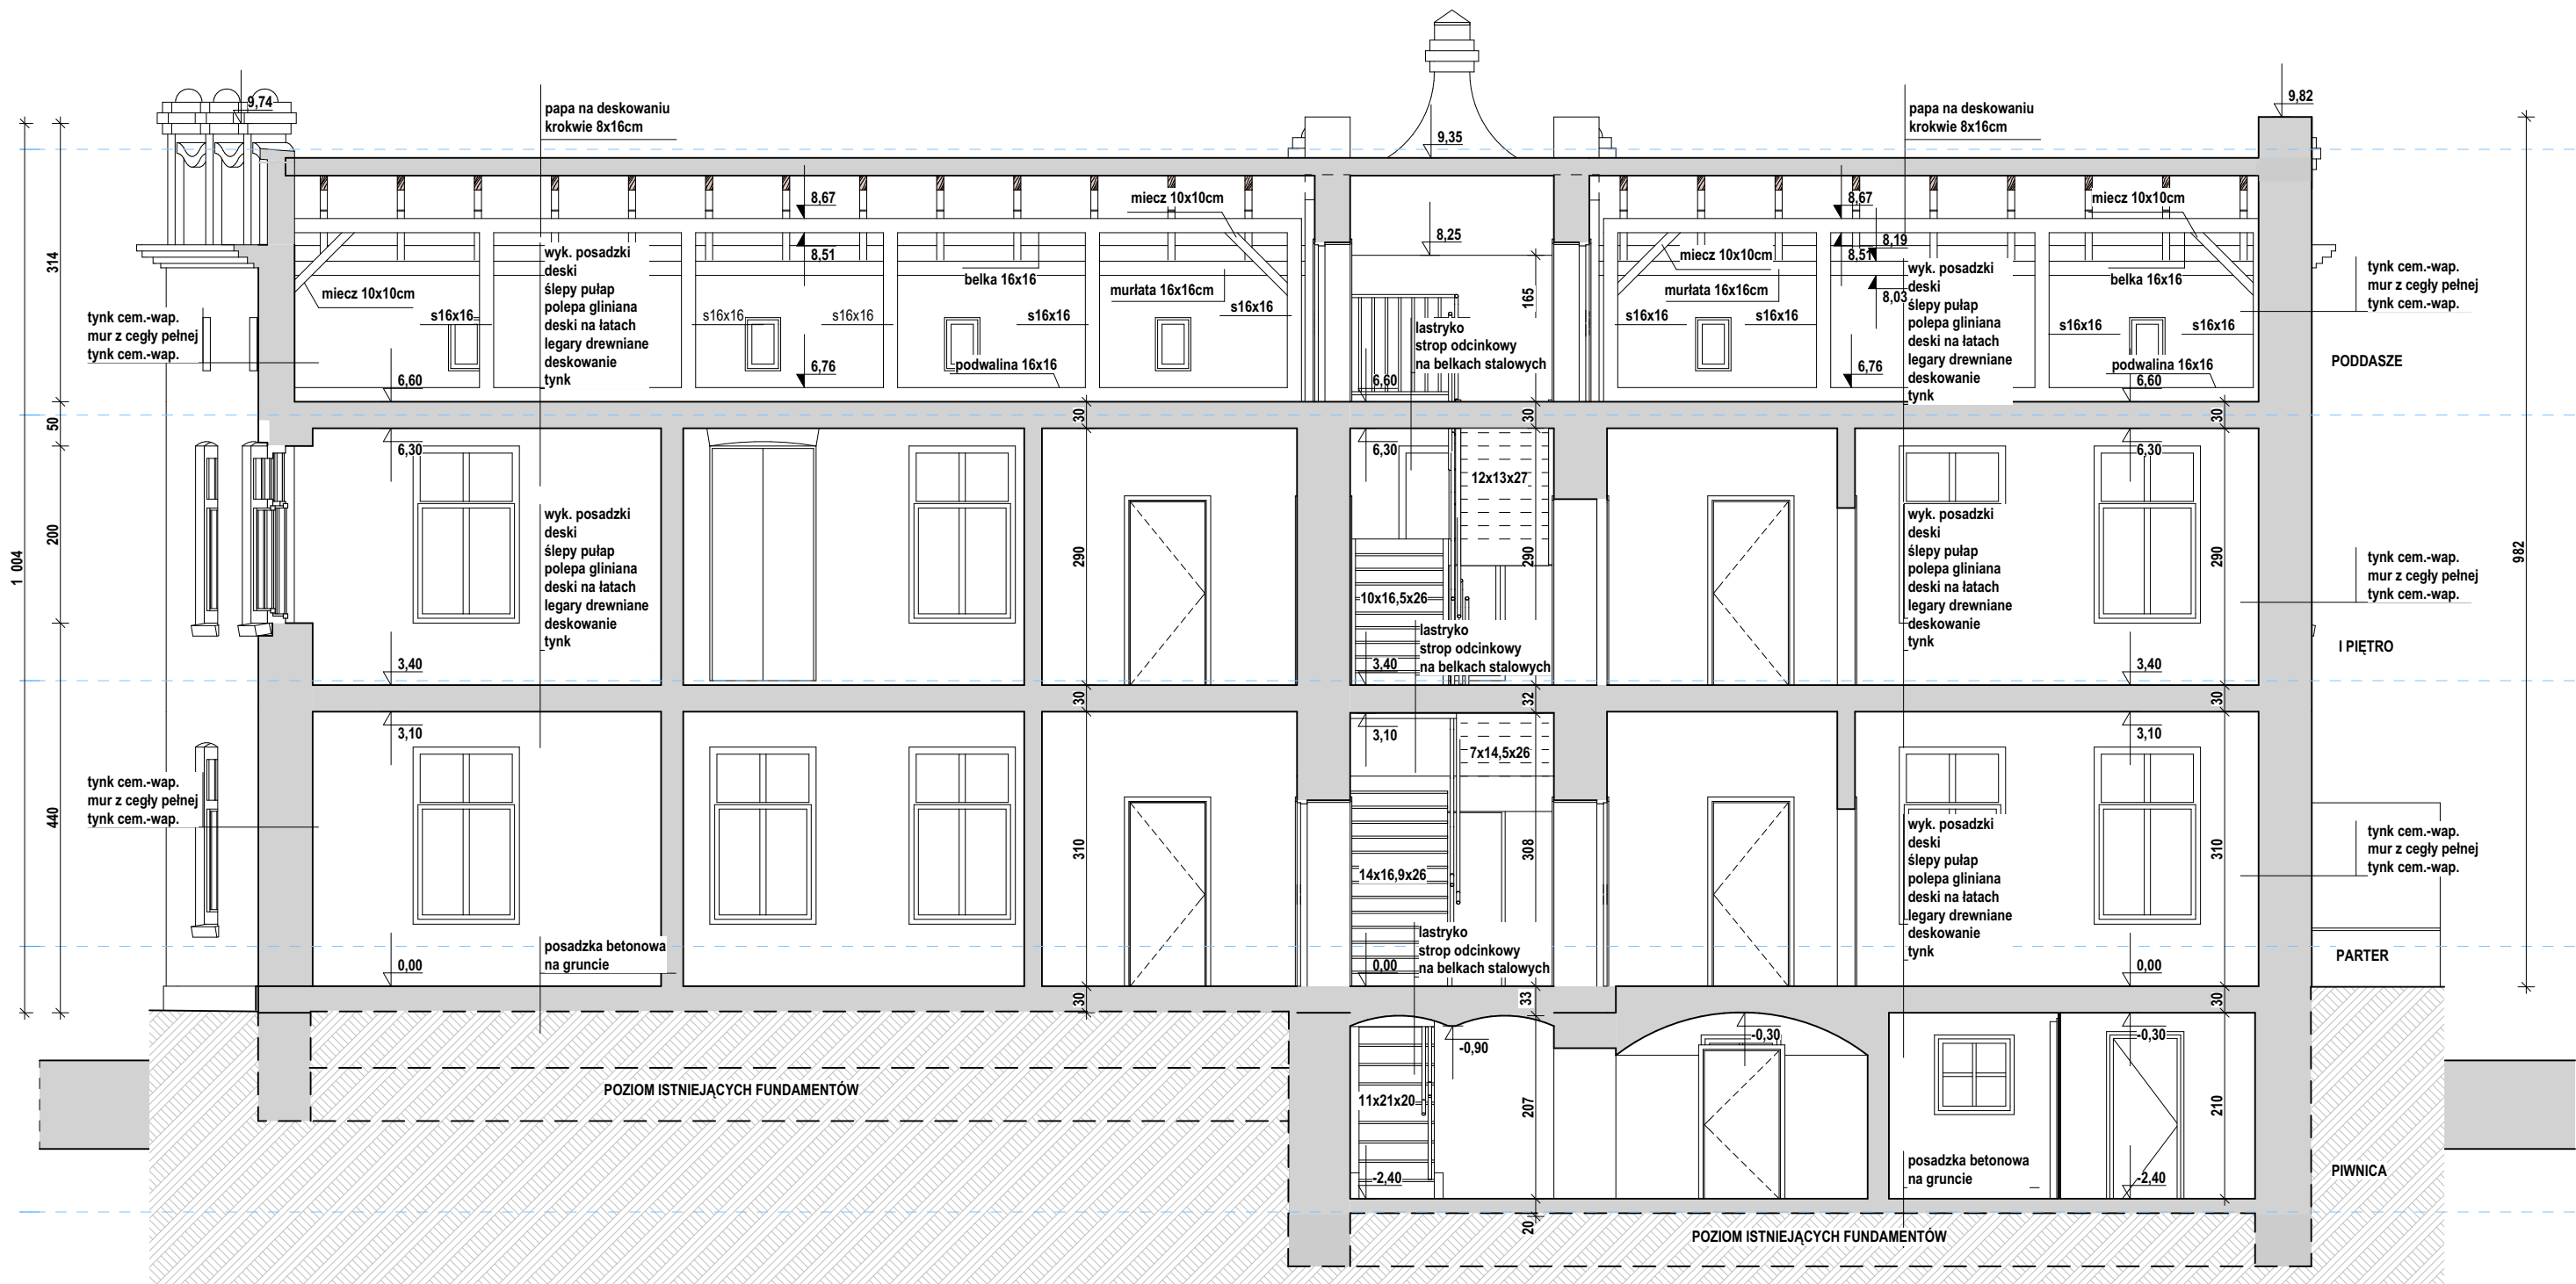 9,74
papa na deskowaniu
krokwie 8x16cm
9,35
papa na deskowaniu
krokwie 8x16cm
9,82
8,67
miecz 10x10cm
8,25
8,67
miecz 10x10cm
8,19
8,51
8,03
wyk. posadzki
deski
ślepy pułap
polepa gliniana
deski na łatach
legary drewniane
deskowanie
tynk
8,51
belka 16x16
miecz 10x10cm
murłata 16x16cm
s16x16
s16x16
s16x16
s16x16
s16x16
podwalina 16x16
6,60
6,76
tynk cem.-wap.
mur z cegły pełnej
tynk cem.-wap.
165
lastryko
strop odcinkowy
na belkach stalowych
6,60
miecz 10x10cm
murłata 16x16cm
s16x16
s16x16
6,76
wyk. posadzki
deski
ślepy pułap
polepa gliniana
deski na łatach
legary drewniane
deskowanie
tynk
belka 16x16
s16x16
s16x16
podwalina 16x16
6,60
tynk cem.-wap.
mur z cegły pełnej
tynk cem.-wap.
PODDASZE
314
50
200
1 004
440
30
30
30
6,30
6,30
6,30
12x13x27
wyk. posadzki
deski
ślepy pułap
polepa gliniana
deski na łatach
legary drewniane
deskowanie
tynk
290
290
10x16,5x26
lastryko
strop odcinkowy
na belkach stalowych
3,40
3,40
wyk. posadzki
deski
ślepy pułap
polepa gliniana
deski na łatach
legary drewniane
deskowanie
tynk
290
3,40
tynk cem.-wap.
mur z cegły pełnej
tynk cem.-wap.
982
I PIĘTRO
30
32
30
3,10
3,10
3,10
7x14,5x26
tynk cem.-wap.
mur z cegły pełnej
tynk cem.-wap.
310
308
310
14x16,9x26
wyk. posadzki
deski
ślepy pułap
polepa gliniana
deski na łatach
legary drewniane
deskowanie
tynk
tynk cem.-wap.
mur z cegły pełnej
tynk cem.-wap.
posadzka betonowa
na gruncie
0,00
lastryko
strop odcinkowy
na belkach stalowych
0,00
0,00
PARTER
30
33
30
-0,90
-0,30
-0,30
POZIOM ISTNIEJĄCYCH FUNDAMENTÓW
11x21x20
207
210
posadzka betonowa
na gruncie
-2,40
-2,40
PIWNICA
20
POZIOM ISTNIEJĄCYCH FUNDAMENTÓW